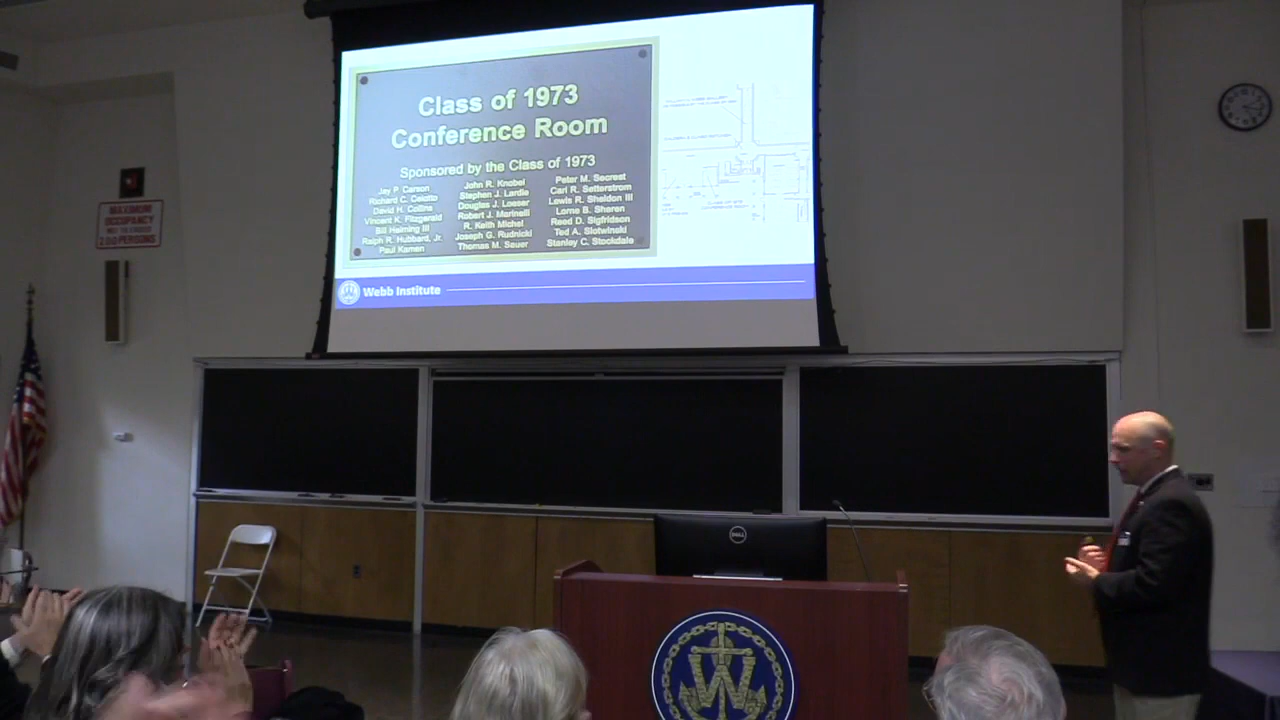 Class of 1973
Conference Room
Sponsored by the Class of 1973
Jay P. Carson
Richard C. Celotto
David H. Collins
Vincent K. Fitzgerald
Bill Helming III
Ralph R. Hubbard, Jr.
Paul Kamen
John R. Knobel
Stephen J. Lardie
Douglas J. Loeser
Robert J. Marinelli
R. Keith Michel
Joseph G. Rudnicki
Thomas M. Sauer
Peter M. Secrest
Carl R. Setterstrom
Lewis R. Sheldon III
Lorne B. Sheren
Reed D. Sigfridson
Ted A. Slotwinski
Stanley C. Stockdale
Webb Institute
MAXIMUM
OCCUPANCY
200 PERSONS
DELL
W